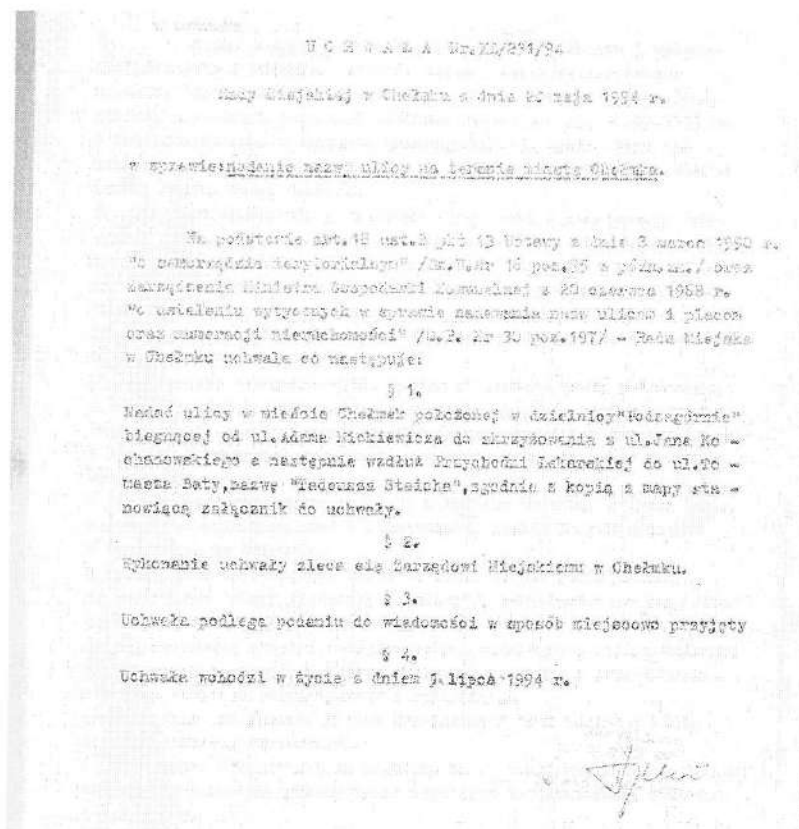 U C H W A Ł A Nr.XL/231/94
Rady Miejskiej w Chełmku z dnia 26 maja 1994 r.
w sprawie:nadania nazwy ulicy na terenie miasta Chełmka.
Na podstawie art.18 ust.2 pkt 13 Ustawy z dnia 8 marca 1990 r.
"o samorządzie terytorialnym" /Dz.U.Nr 16 poz.95 z późn.zm./ oraz
Zarządzenia Ministra Gospodarki Komunalnej z 20 czerwca 1968 r.
"o ustaleniu wytycznych w sprawie nadawania nazw ulicom i placom
oraz numeracji nieruchomości" /M.P. Nr 30 poz.197/ - Rada Miejska
w Chełmku uchwala co następuje:
§ 1.
Nadać ulicy w mieście Chełmek położonej w dzielnicy"Podzagórnie"
biegnącej od ul.Adama Mickiewicza do skrzyżowania z ul.Jana Ko -
chanowskiego a następnie wzdłuż Przychodni Lekarskiej do ul.To -
masza Baty,nazwę "Tadeusza Staicha",zgodnie z kopią z mapy sta -
nowiącą załącznik do uchwały.
§ 2.
Wykonanie uchwały zleca się Zarządowi Miejskiemu w Chełmku.
§ 3.
Uchwała podlega podaniu do wiadomości w sposób miejscowo przyjęty
§ 4.
Uchwała wchodzi w życie z dniem 1 lipca 1994 r.